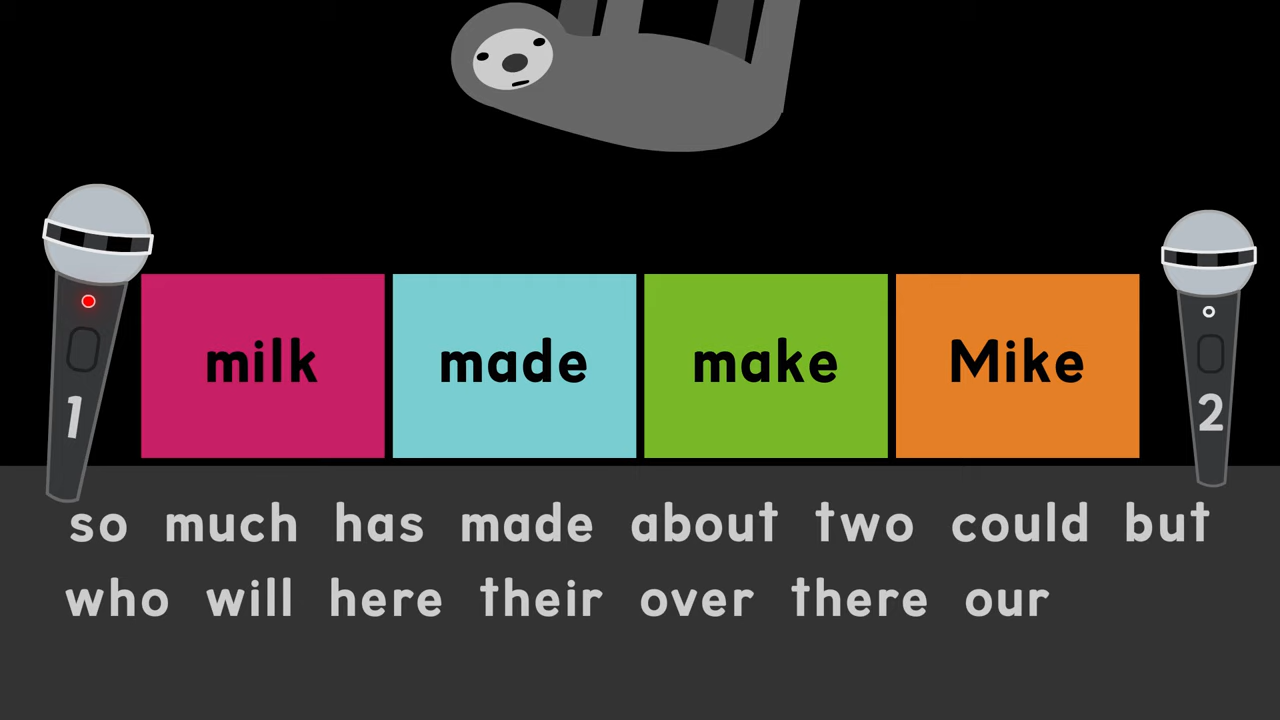 milk made make Mike
1
2
so much has made about two could but
who will here their over there our